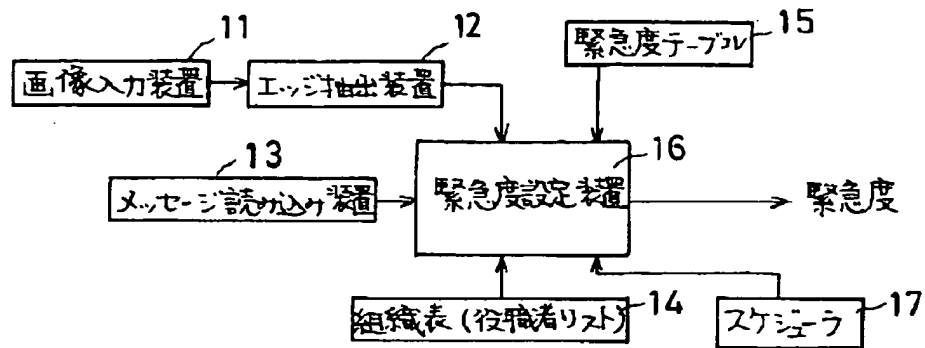 11
12
15
画像入力装置
エッジ抽出装置
緊急度テーブル
13
16
メッセージ読み込み装置
緊急度設定装置
緊急度
14
17
組織表(役職者リスト)
スケジューラ